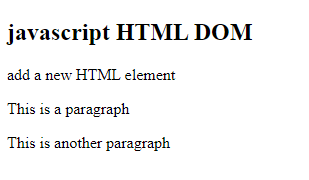 javascript HTML DOM
add a new HTML element
This is a paragraph
This is another paragraph